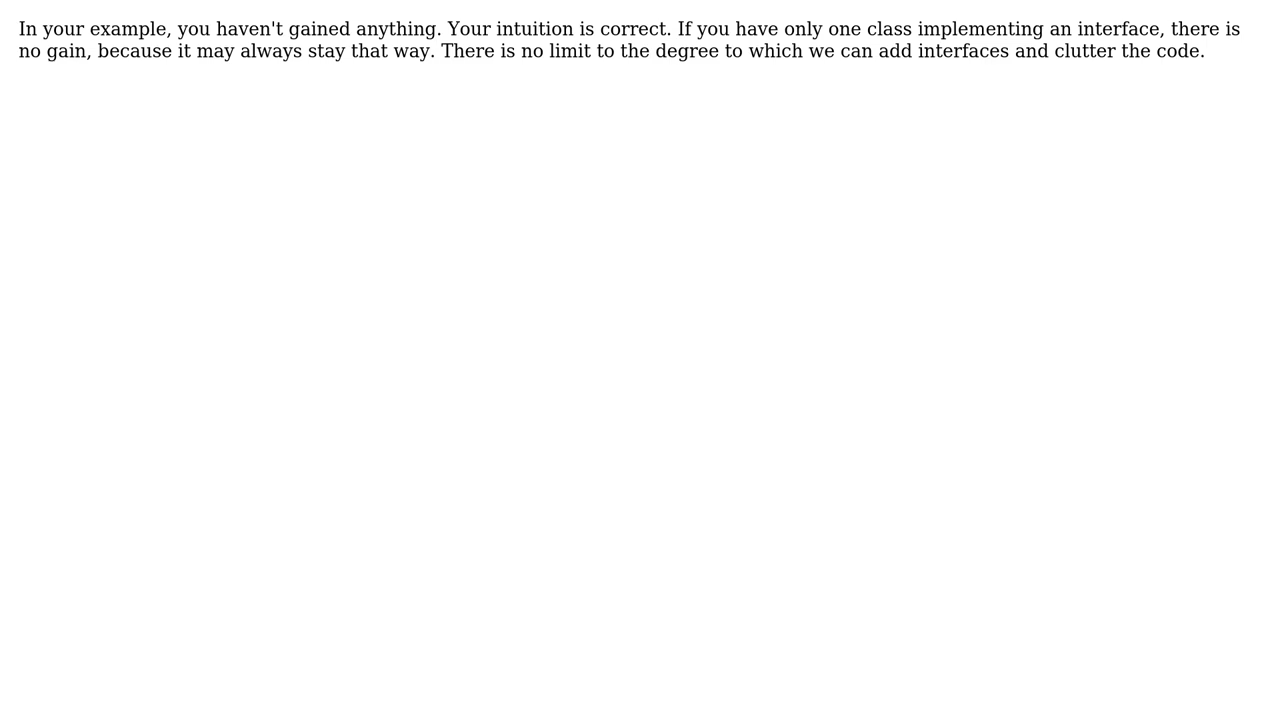 In your example, you haven't gained anything. Your intuition is correct. If you have only one class implementing an interface, there is
no gain, because it may always stay that way. There is no limit to the degree to which we can add interfaces and clutter the code.